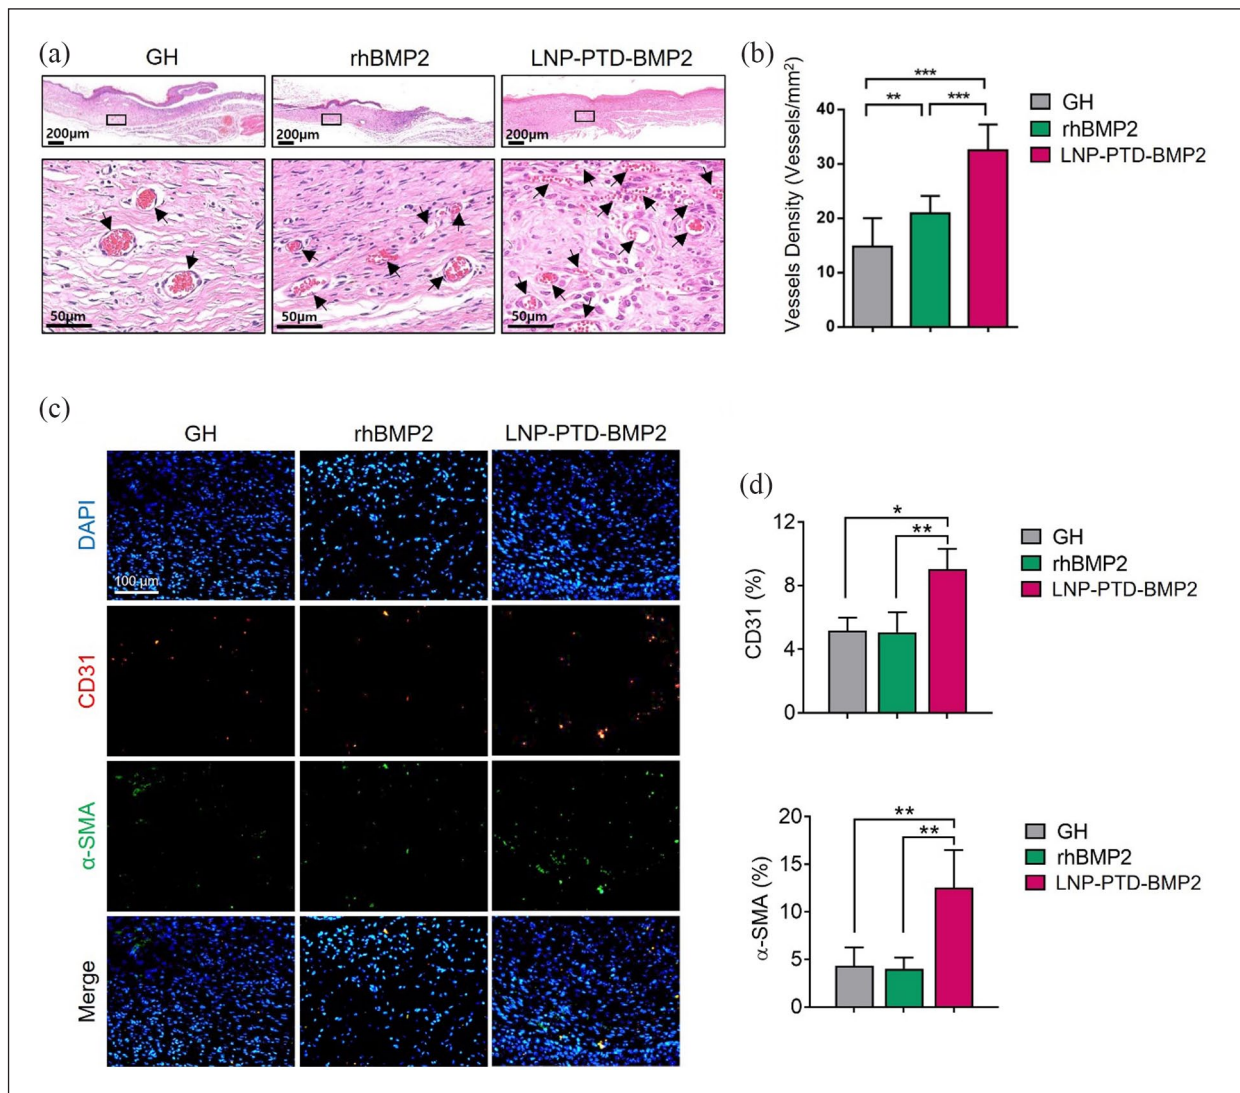 (a)
GH
rhBMP2
LNP-PTD-BMP2
200μm
200μm
200μm
50μm
50μm
50μm
(b)
***
** ***
Vessels Density (Vessels/mm²)
40
30
20
10
0
GH
rhBMP2
LNP-PTD-BMP2
(c)
GH
rhBMP2
LNP-PTD-BMP2
DAPI
100 μm
CD31
α-SMA
Merge
(d)
*
**
CD31 (%)
12
8
4
0
GH
rhBMP2
LNP-PTD-BMP2
**
**
α-SMA (%)
20
15
10
5
0
GH
rhBMP2
LNP-PTD-BMP2